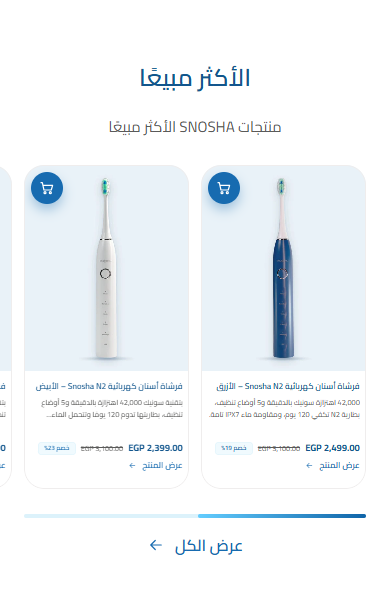 الأكثر مبيعًا
منتجات SNOSHA الأكثر مبيعًا
فرشاة أسنان كهربائية Snosha N2 – الأزرق
42,000 اهتزازة سونيك بالدقيقة و5 أوضاع تنظيف،
بطارية N2 تكفي 120 يوم، ومقاومة ماء IPX7 تامة
EGP 2,499.00 EGP 3,100.00 خصم 19%
عرض المنتج ←
فرشاة أسنان كهربائية Snosha N2 – الأبيض
بتقنية سونيك 42,000 اهتزازة بالدقيقة و5 أوضاع
تنظيف، بطاريتها تدوم 120 يومًا وتتحمل الماء...
EGP 2,399.00 EGP 3,100.00 خصم 23%
عرض المنتج ←
عرض الكل ←